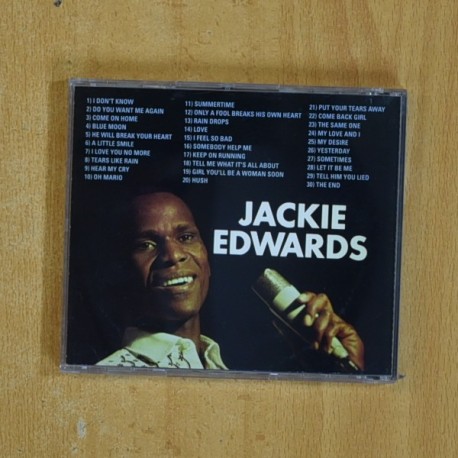 1) I DON'T KNOW
2) DO YOU WANT ME AGAIN
3) COME ON HOME
4) BLUE MOON
5) HE WILL BREAK YOUR HEART
6) A LITTLE SMILE
7) I LOVE YOU NO MORE
8) TEARS LIKE RAIN
9) HEAR MY CRY
10) OH MARIO
11) SUMMERTIME
12) ONLY A FOOL BREAKS HIS OWN HEART
13) RAIN DROPS
14) LOVE
15) I FEEL SO BAD
16) SOMEBODY HELP ME
17) KEEP ON RUNNING
18) TELL ME WHAT IT'S ALL ABOUT
19) GIRL YOU'LL BE A WOMAN SOON
20) HUSH
21) PUT YOUR TEARS AWAY
22) COME BACK GIRL
23) THE SAME ONE
24) MY LOVE AND I
25) MY DESIRE
26) YESTERDAY
27) SOMETIMES
28) LET IT BE ME
29) TELL HIM YOU LIED
30) THE END
JACKIE
EDWARDS